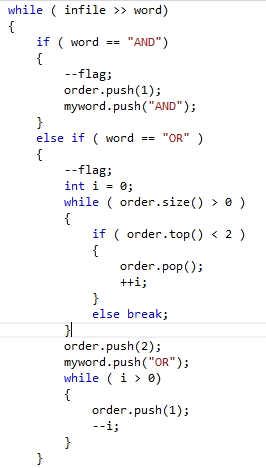 while ( infile >> word)
{
    if ( word == "AND")
    {
        --flag;
        order.push(1);
        myword.push("AND");
    }
    else if ( word == "OR" )
    {
        --flag;
        int i = 0;
        while ( order.size() > 0 )
        {
            if ( order.top() < 2 )
            {
                order.pop();
                ++i;
            }
            else break;
        }
        order.push(2);
        myword.push("OR");
        while ( i > 0)
        {
            order.push(1);
            --i;
        }
    }